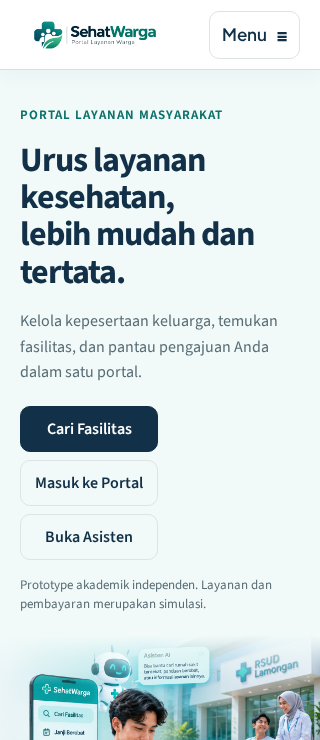 SehatWarga
Portal Layanan Warga
Menu
PORTAL LAYANAN MASYARAKAT
Urus layanan
kesehatan,
lebih mudah dan
tertata.
Kelola kepesertaan keluarga, temukan
fasilitas, dan pantau pengajuan Anda
dalam satu portal.
Cari Fasilitas
Masuk ke Portal
Buka Asisten
Prototype akademik independen. Layanan dan
pembayaran merupakan simulasi.
Asisten AI
SehatWarga
Cari Fasilitas
Janji Berobat
RSUD
Lamongan